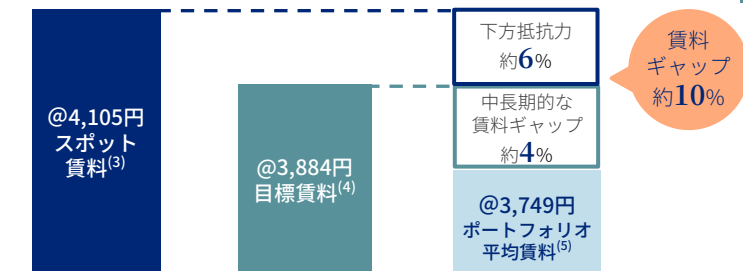 @4,105円
スポット
賃料(3)
@3,884円
目標賃料(4)
下方抵抗力
約6%
中長期的な
賃料ギャップ
約4%
@3,749円
ポートフォリオ
平均賃料(5)
賃料
ギャップ
約10%